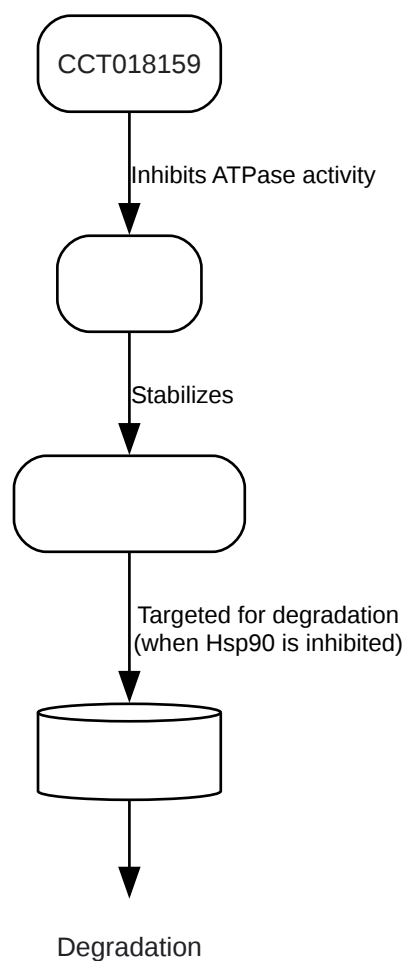 CCT018159
Inhibits ATPase activity
Stabilizes
Targeted for degradation
(when Hsp90 is inhibited)
Degradation